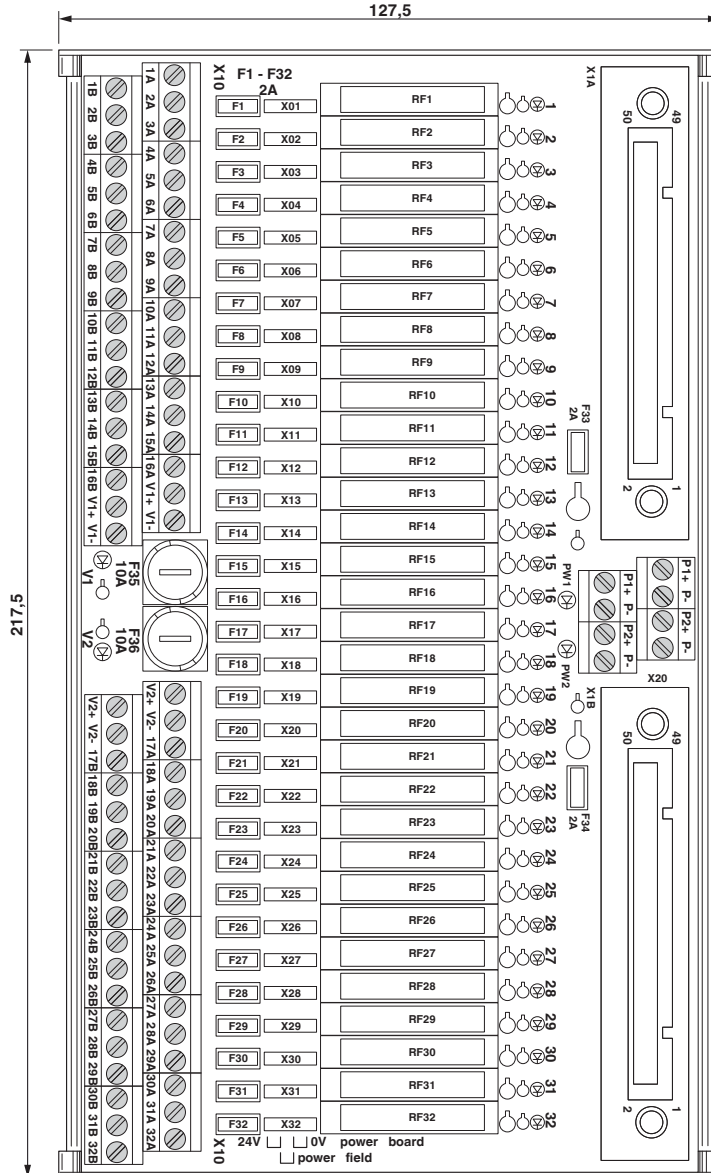 127,5
217,5
X10 F1 - F32
2A
X1A
1B
2B
3B
4B
5B
6B
7B
8B
9B
10B
11B
12B
13B
14B
15B
16B
V1+
V1-
1A
2A
3A
4A
5A
6A
7A
8A
9A
10A
11A
12A
13A
14A
15A
16A
V1+
V1-
F35
10A
V1
F36
10A
V2
V2+
V2-
17B
18B
19B
20B
21B
22B
23B
24B
25B
26B
27B
28B
29B
30B
31B
32B
V2+
V2-
17A
18A
19A
20A
21A
22A
23A
24A
25A
26A
27A
28A
29A
30A
31A
32A
F1 X01 RF1 1
F2 X02 RF2 2
F3 X03 RF3 3
F4 X04 RF4 4
F5 X05 RF5 5
F6 X06 RF6 6
F7 X07 RF7 7
F8 X08 RF8 8
F9 X09 RF9 9
F10 X10 RF10 10
F11 X11 RF11 11
F12 X12 RF12 12
F13 X13 RF13 13
F14 X14 RF14 14
F15 X15 RF15 15
F16 X16 RF16 16
F17 X17 RF17 17
F18 X18 RF18 18
F19 X19 RF19 19
F20 X20 RF20 20
F21 X21 RF21 21
F22 X22 RF22 22
F23 X23 RF23 23
F24 X24 RF24 24
F25 X25 RF25 25
F26 X26 RF26 26
F27 X27 RF27 27
F28 X28 RF28 28
F29 X29 RF29 29
F30 X30 RF30 30
F31 X31 RF31 31
F32 X32 RF32 32
X10 24V 0V power board
power field
50 49
F33
2A
2 1
PW1
P1+ P-
P2+ P-
P1+ P-
P2+ P-
PW2
X20
X1B
50 49
F34
2A
2 1